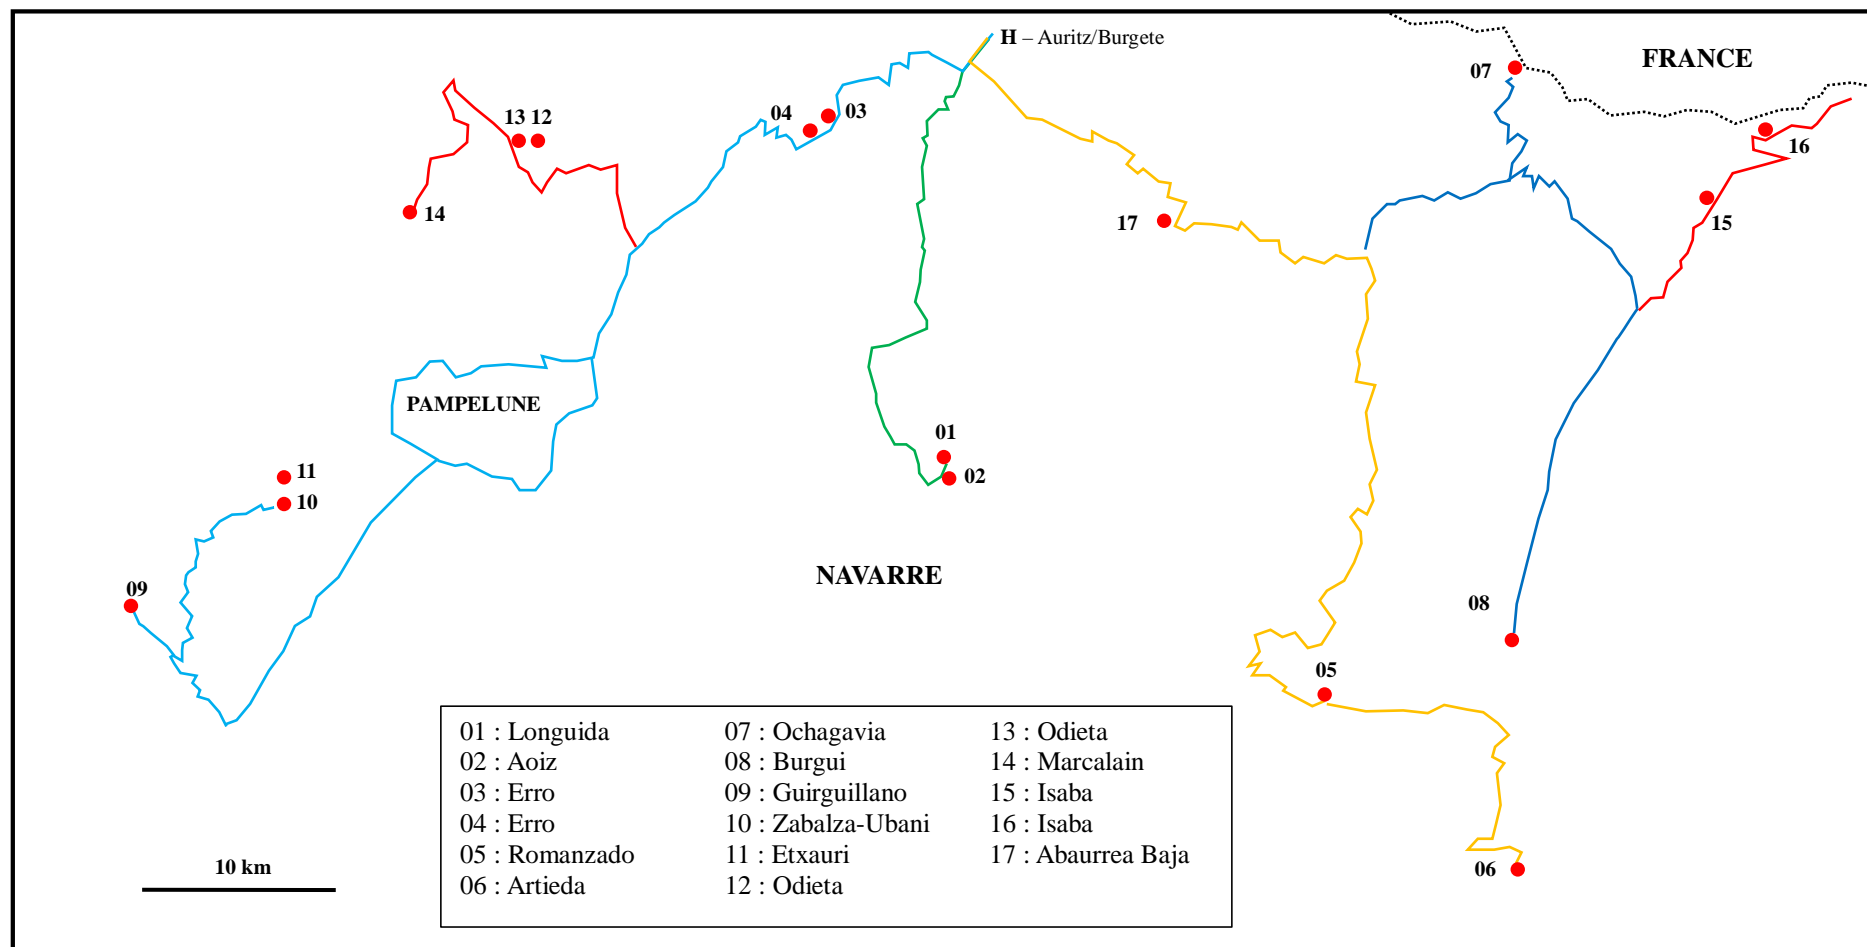 H – Auritz/Burgete
FRANCE
07
13 12
04
03
16
14
17
15
PAMPELUNE
01
11
02
10
NAVARRE
09
08
05
01 : Longuida
02 : Aoiz
03 : Erro
04 : Erro
05 : Romanzado
06 : Artieda
07 : Ochagavia
08 : Burgui
09 : Guirguillano
10 : Zabalza-Ubani
11 : Etxauri
12 : Odieta
13 : Odieta
14 : Marcalain
15 : Isaba
16 : Isaba
17 : Abaurrea Baja
10 km
06